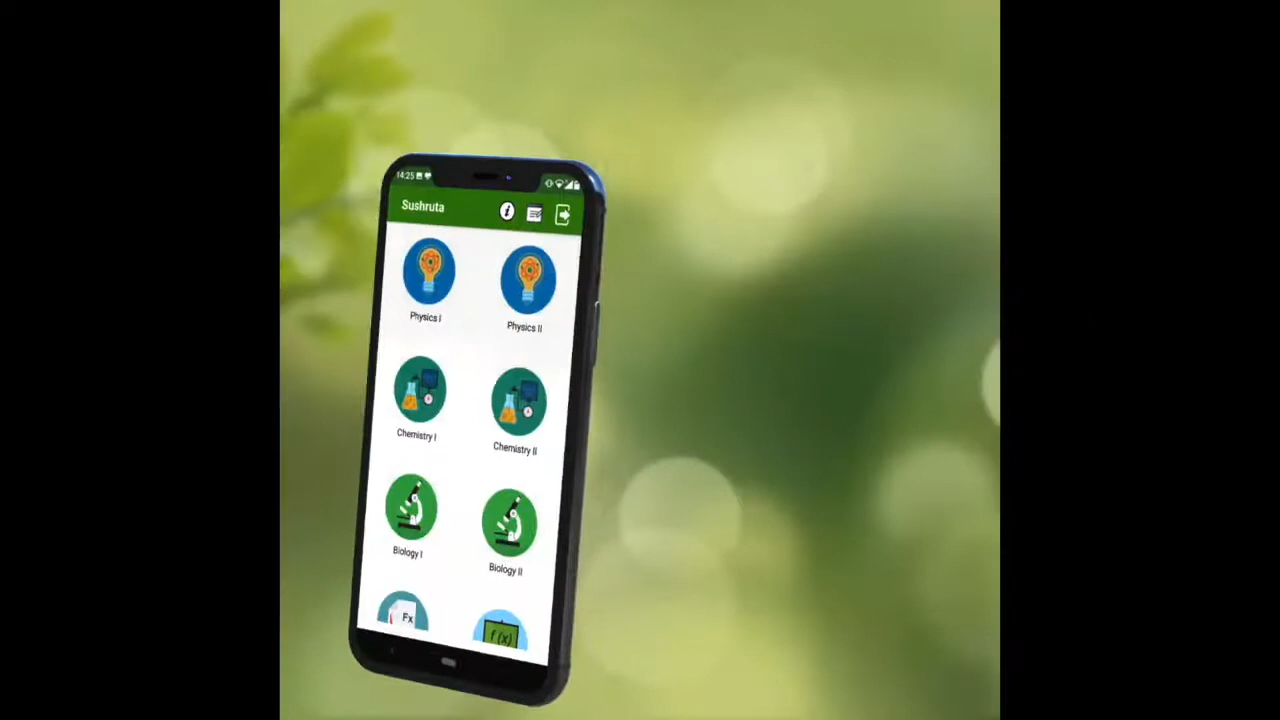 14:25
Sushruta
Physics I
Physics II
Chemistry I
Chemistry II
Biology I
Biology II
Fx
f(x)